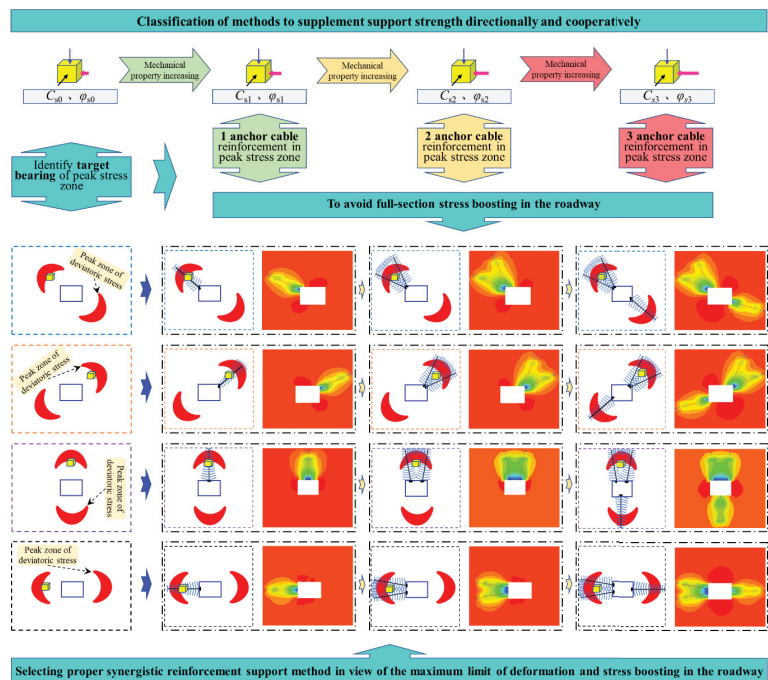 Classification of methods to supplement support strength directionally and cooperatively
Mechanical
property increasing
Mechanical
property increasing
Mechanical
property increasing
Cs0 、 φs0
Cs1 、 φs1
Cs2 、 φs2
Cs3 、 φs3
1 anchor cable
reinforcement in
peak stress zone
2 anchor cable
reinforcement in
peak stress zone
3 anchor cable
reinforcement in
peak stress zone
Identify target
bearing of peak stress
zone
To avoid full-section stress boosting in the roadway
Peak zone of
deviatoric stress
Peak zone of
deviatoric stress
Peak zone of
deviatoric stress
Peak zone of
deviatoric stress
Selecting proper synergistic reinforcement support method in view of the maximum limit of deformation and stress boosting in the roadway